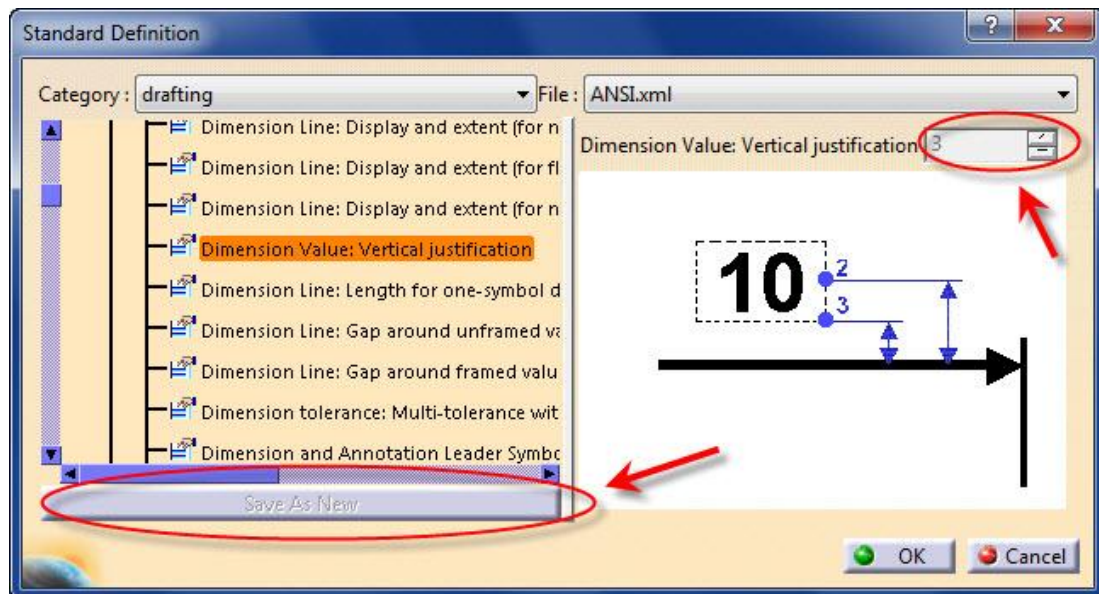 Standard Definition
?
Category : drafting File : ANSI.xml
Dimension Line: Display and extent (for n
Dimension Line: Display and extent (for fl
Dimension Line: Display and extent (for n
Dimension Value: Vertical justification
Dimension Line: Length for one-symbol d
Dimension Line: Gap around unframed va
Dimension Line: Gap around framed valu
Dimension tolerance: Multi-tolerance wit
Dimension and Annotation Leader Symbo
Save As New
Dimension Value: Vertical justification 3
10
2
3
OK Cancel